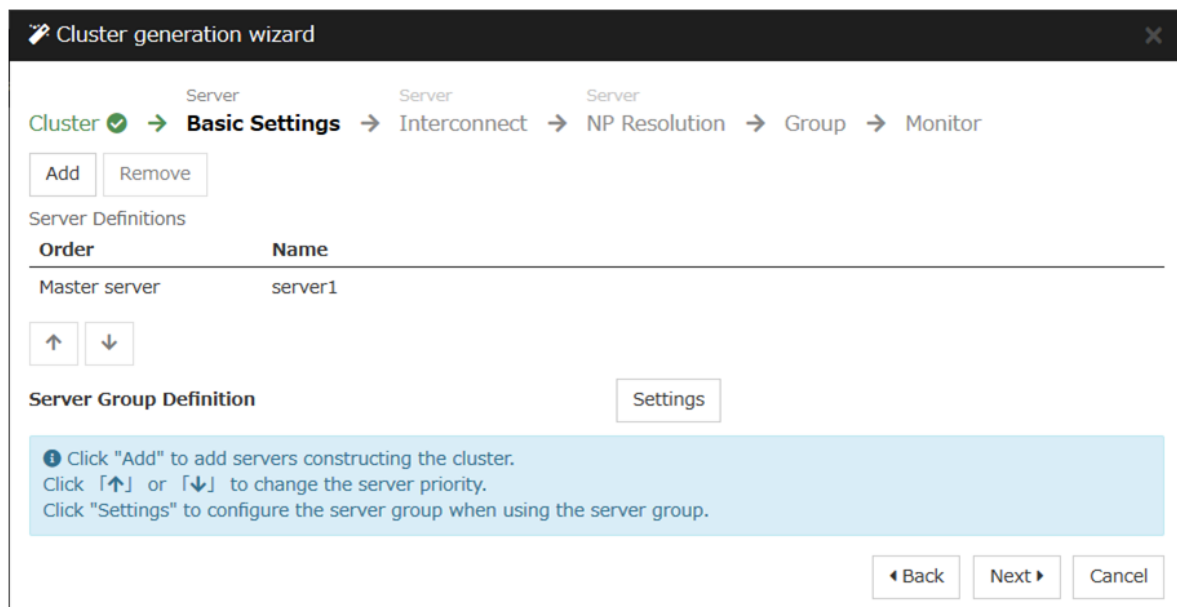 Cluster generation wizard
Server Server Server
Cluster → Basic Settings → Interconnect → NP Resolution → Group → Monitor
Add Remove
Server Definitions
Order Name
Master server server1
↑ ↓
Server Group Definition Settings
Click "Add" to add servers constructing the cluster.
Click 「↑」 or 「↓」 to change the server priority.
Click "Settings" to configure the server group when using the server group.
Back Next Cancel